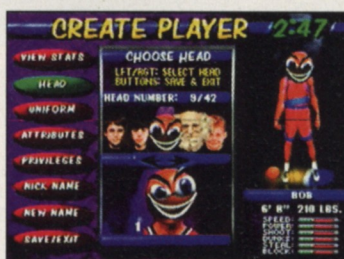 CREATE PLAYER 2:47
VIEW STATS
HEAD
UNIFORM
ATTRIBUTES
PRIVILEGES
NICK NAME
NEW NAME
SAVE/EXIT
CHOOSE HEAD
LFT/RGT: SELECT HEAD
BUTTONS: SAVE & EXIT
HEAD NUMBER: 9/42
1
BOB
6' 8" 210 LBS.
SPEED:
POWER:
SHOOT:
DUNKS:
STEAL:
BLOCK: